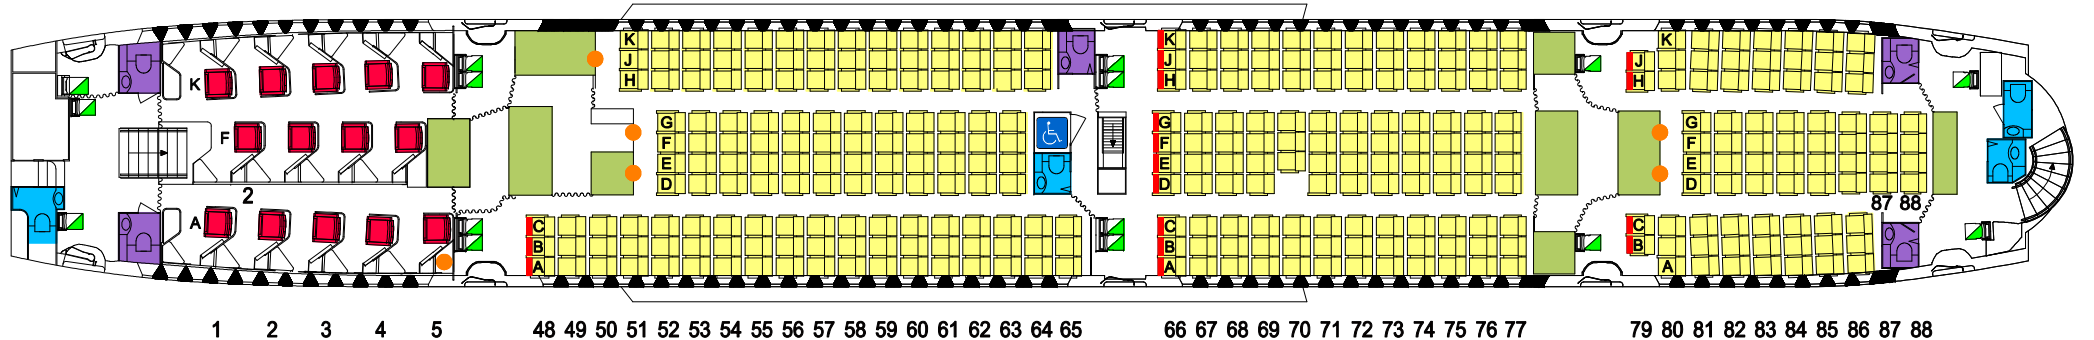 K K K K
J J J J
H H H H
F G G G
F F F
E E E
D D D
2 87 88
A C C C
B B B
A A A
1 2 3 4 5 48 49 50 51 52 53 54 55 56 57 58 59 60 61 62 63 64 65 66 67 68 69 70 71 72 73 74 75 76 77 79 80 81 82 83 84 85 86 87 88